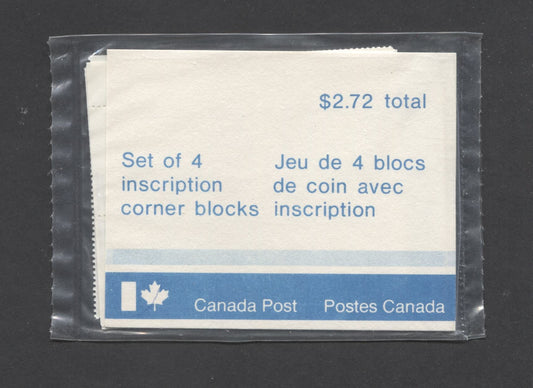 $2.72 total
Set of 4
inscription
corner blocks
Jeu de 4 blocs
de coin avec
inscription
Canada Post Postes Canada